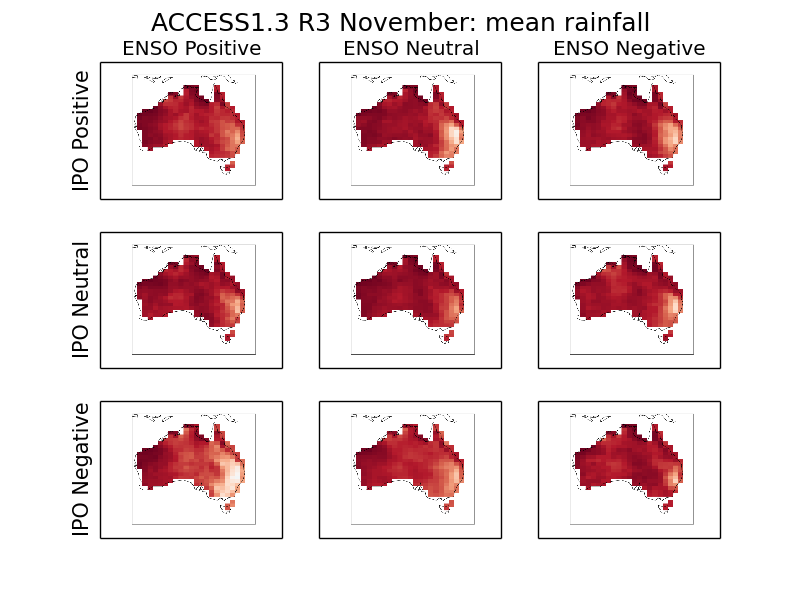 ACCESS1.3 R3 November: mean rainfall
ENSO Positive
ENSO Neutral
ENSO Negative
IPO Positive
IPO Neutral
IPO Negative